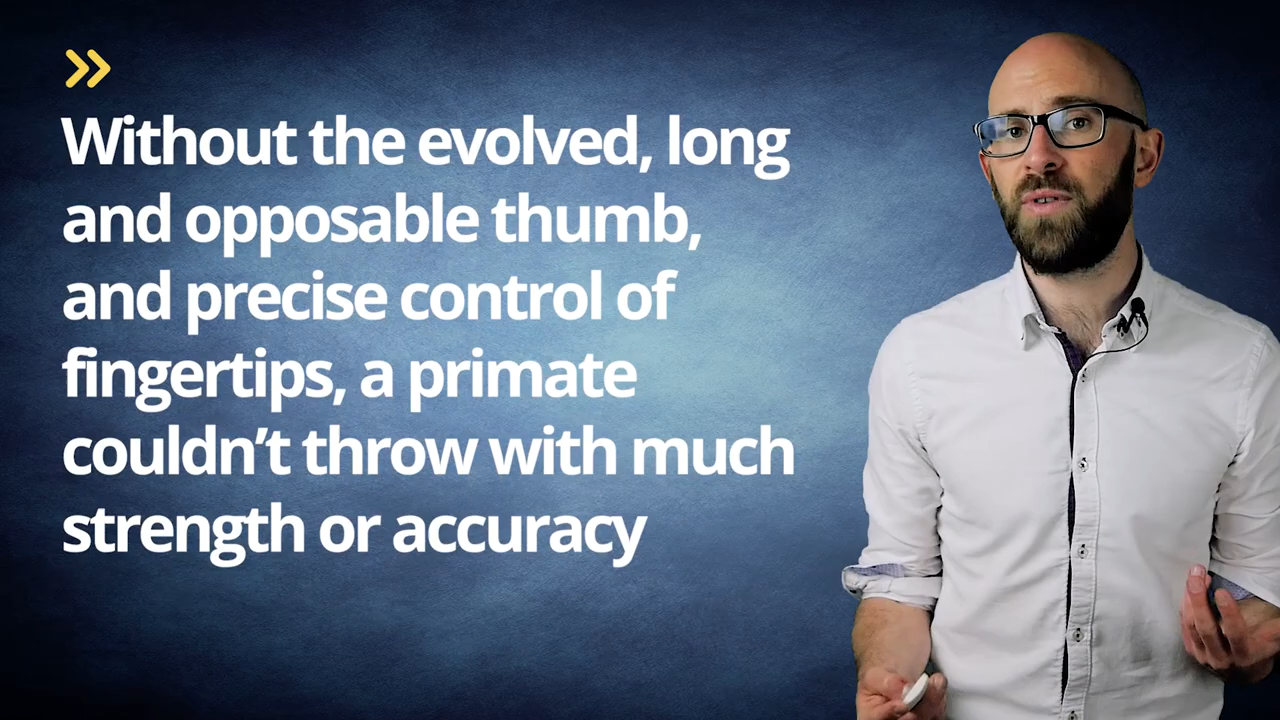 Without the evolved, long
and opposable thumb,
and precise control of
fingertips, a primate
couldn’t throw with much
strength or accuracy